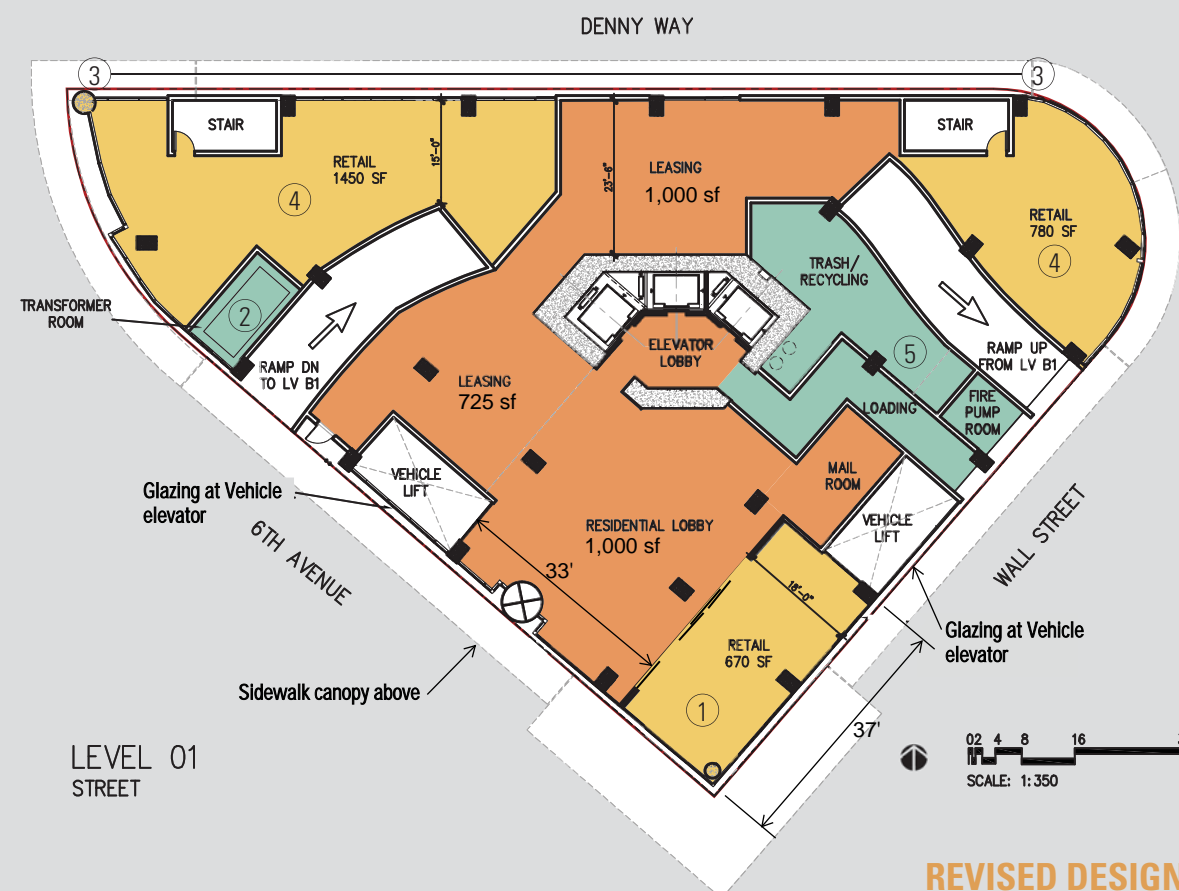 DENNY WAY
3
3
STAIR
STAIR
15'-0"
23'-6"
RETAIL
1450 SF
4
LEASING
1,000 sf
RETAIL
780 SF
4
TRASH/
RECYCLING
TRANSFORMER
ROOM
2
RAMP DN
TO LV B1
ELEVATOR
LOBBY
5
RAMP UP
FROM LV B1
LEASING
725 sf
LOADING
FIRE
PUMP
ROOM
VEHICLE
LIFT
MAIL
ROOM
Glazing at Vehicle
elevator
6TH AVENUE
RESIDENTIAL LOBBY
1,000 sf
VEHICLE
LIFT
WALL STREET
33'
18'-0"
RETAIL
670 SF
Glazing at Vehicle
elevator
Sidewalk canopy above
1
37'
LEVEL 01
STREET
02 4 8 16
SCALE: 1:350
REVISED DESIGN